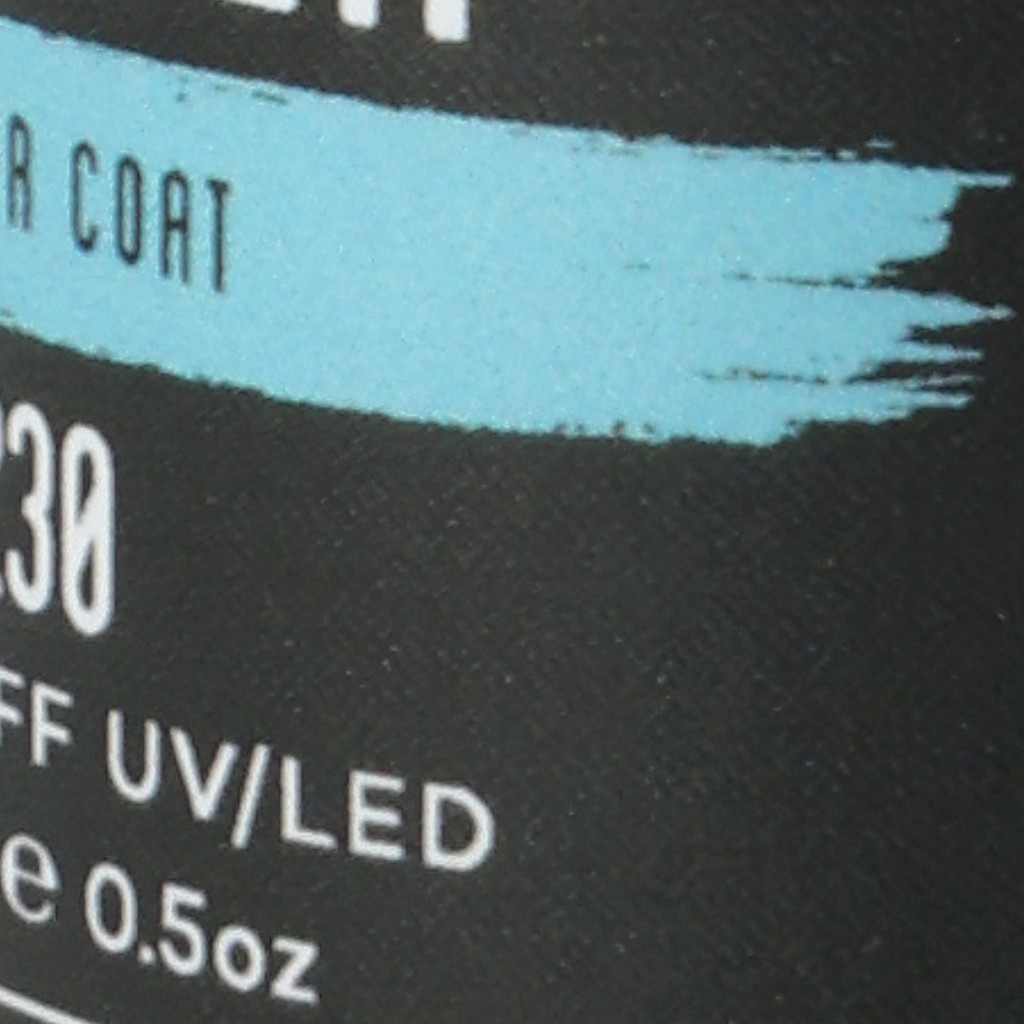 R COAT
30
FF UV/LED
e 0.5oz